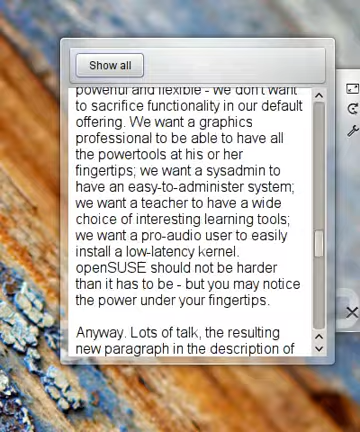 Show all
powerful and flexible - we don't want
to sacrifice functionality in our default
offering. We want a graphics
professional to be able to have all
the powertools at his or her
fingertips; we want a sysadmin to
have an easy-to-administer system;
we want a teacher to have a wide
choice of interesting learning tools;
we want a pro-audio user to easily
install a low-latency kernel.
openSUSE should not be harder
than it has to be - but you may notice
the power under your fingertips.
Anyway. Lots of talk, the resulting
new paragraph in the description of